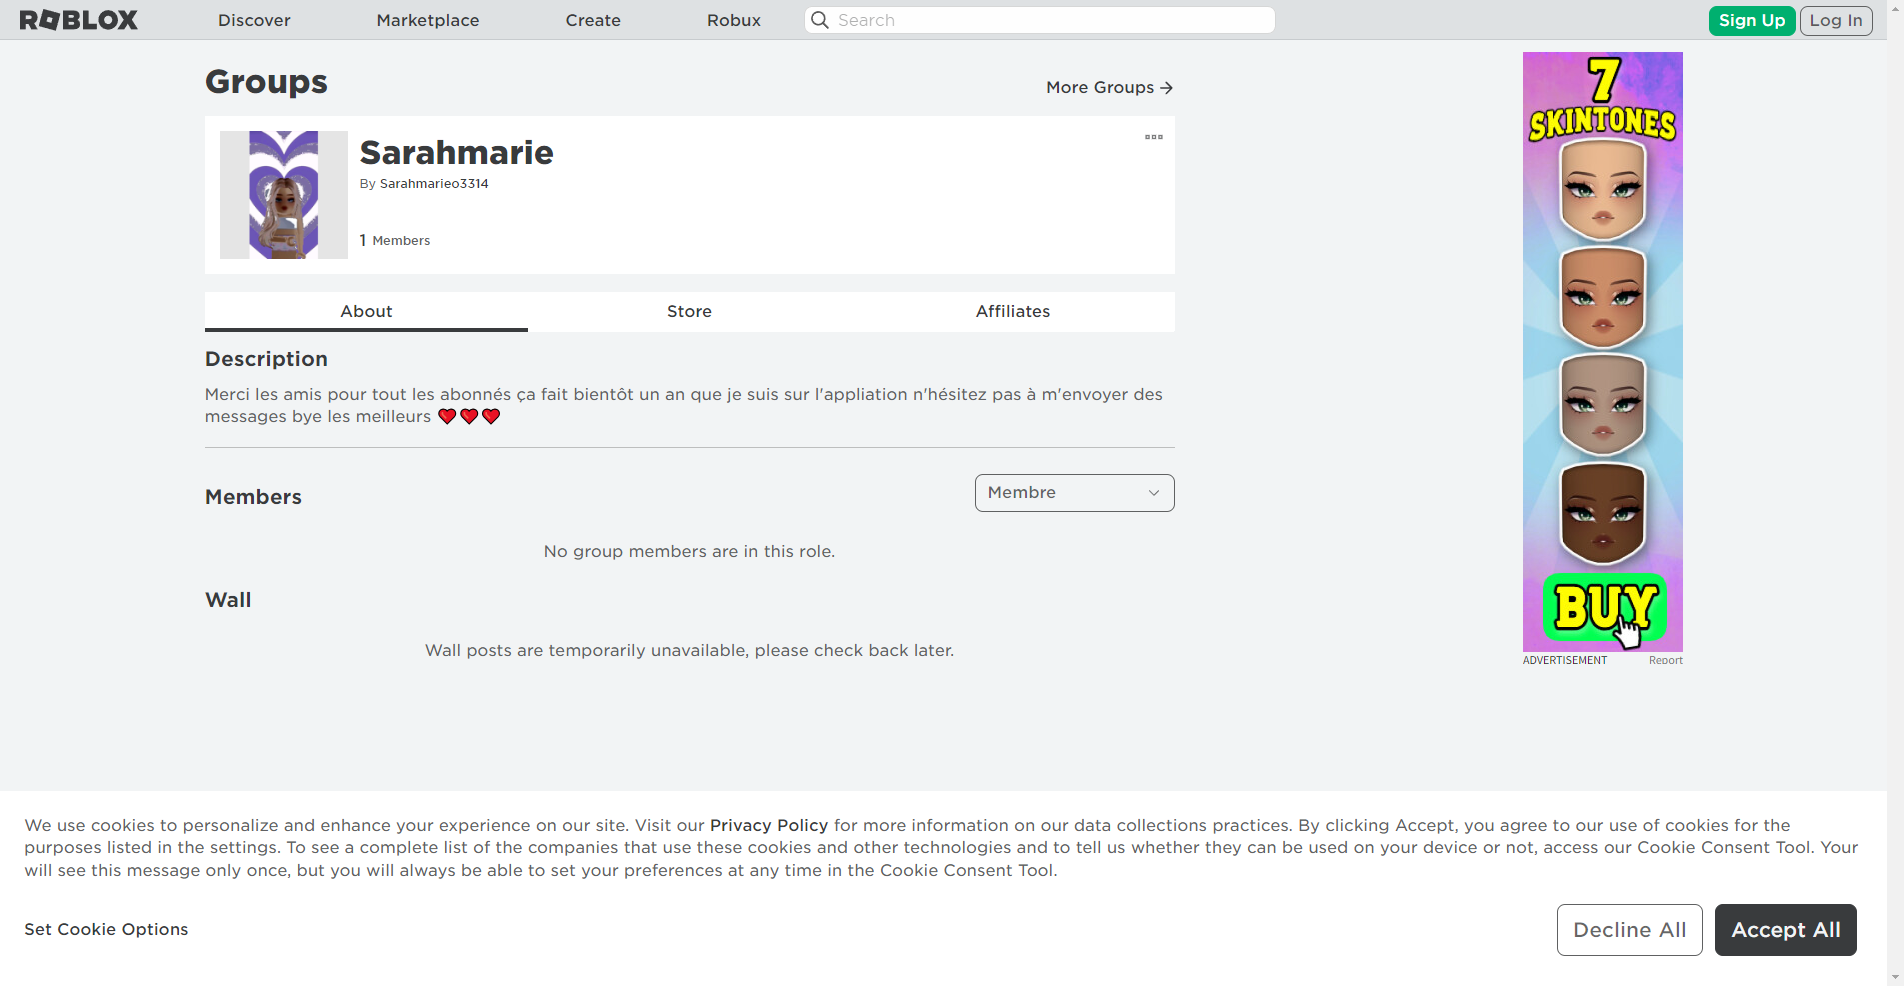 ROBLOX
Discover
Marketplace
Create
Robux
Search
Sign Up
Log In
Groups
More Groups
Sarahmarie
By Sarahmarieo3314
1 Members
About
Store
Affiliates
Description
Merci les amis pour tout les abonnés ça fait bientôt un an que je suis sur l'appliation n'hésitez pas à m'envoyer des
messages bye les meilleurs ❤️❤️❤️
Members
Membre
No group members are in this role.
Wall
Wall posts are temporarily unavailable, please check back later.
7
SKINTONES
BUY
ADVERTISEMENT
Report
We use cookies to personalize and enhance your experience on our site. Visit our Privacy Policy for more information on our data collections practices. By clicking Accept, you agree to our use of cookies for the
purposes listed in the settings. To see a complete list of the companies that use these cookies and other technologies and to tell us whether they can be used on your device or not, access our Cookie Consent Tool. Your
will see this message only once, but you will always be able to set your preferences at any time in the Cookie Consent Tool.
Set Cookie Options
Decline All
Accept All